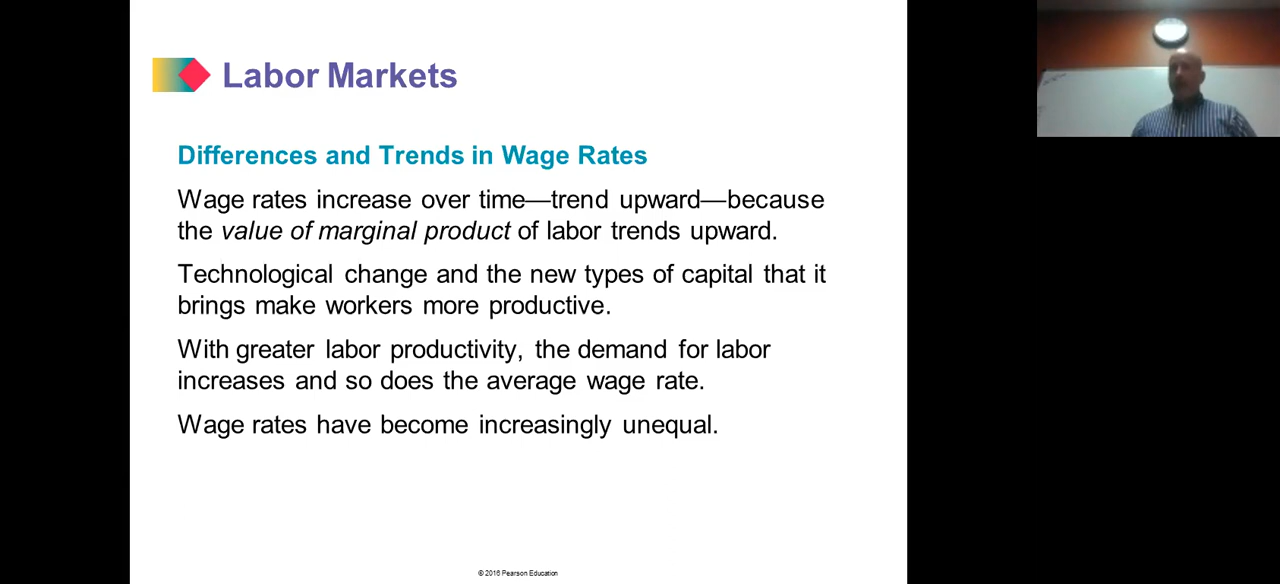 Labor Markets
Differences and Trends in Wage Rates
Wage rates increase over time—trend upward—because
the value of marginal product of labor trends upward.
Technological change and the new types of capital that it
brings make workers more productive.
With greater labor productivity, the demand for labor
increases and so does the average wage rate.
Wage rates have become increasingly unequal.
© 2016 Pearson Education